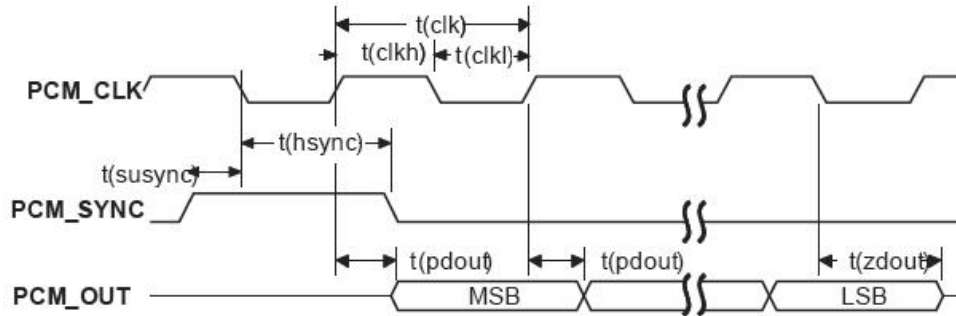 t(clk)
t(clkh) t(clkl)
PCM_CLK
t(hsync)
t(susync)
PCM_SYNC
t(pdout) t(pdout) t(zdout)
PCM_OUT MSB LSB